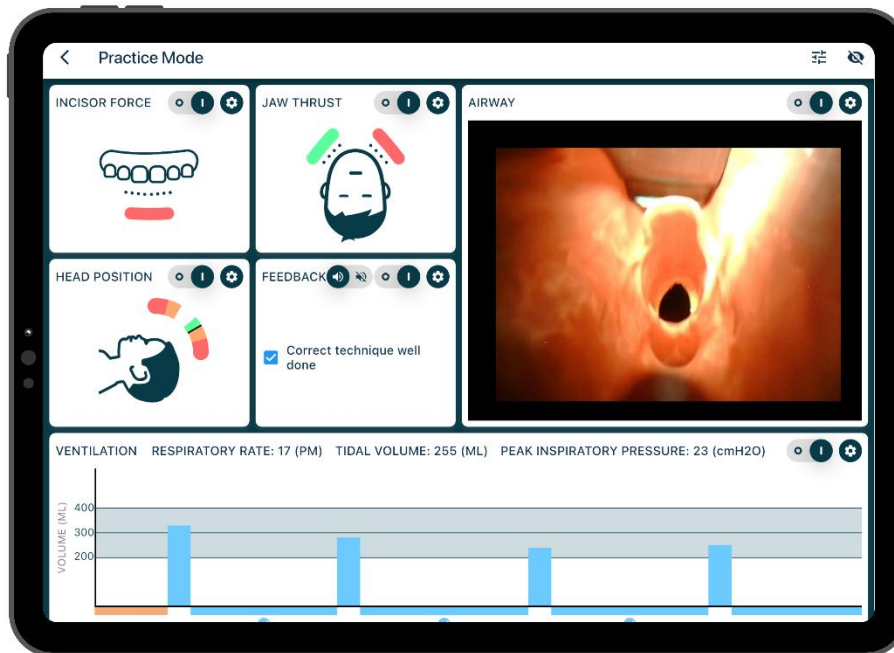 Practice Mode
INCISOR FORCE
JAW THRUST
AIRWAY
HEAD POSITION
FEEDBACK
Correct technique well
done
VENTILATION RESPIRATORY RATE: 17 (PM) TIDAL VOLUME: 255 (ML) PEAK INSPIRATORY PRESSURE: 23 (cmH2O)
VOLUME (ML)
400
300
200